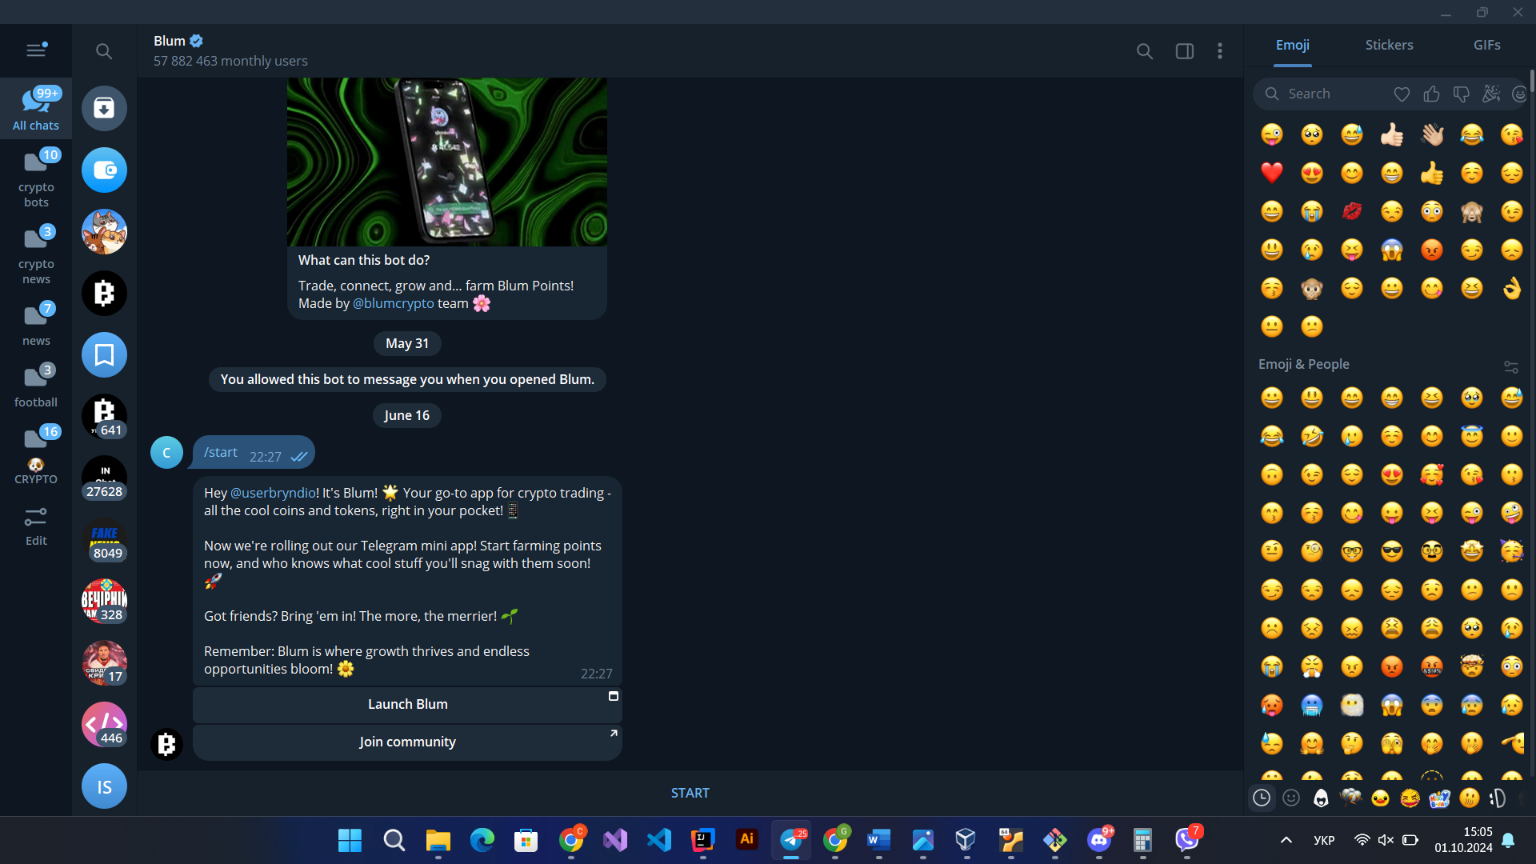 Blum
57 882 463 monthly users
Emoji
Stickers
GIFs
Search
99+
All chats
10
crypto
bots
3
crypto
news
7
news
3
football
16
CRYPTO
Edit
641
IN
27628
FAKE
8049
ВЕЧІРНІЙ
328
17
446
IS
What can this bot do?
Trade, connect, grow and... farm Blum Points!
Made by @blumcrypto team 🌸
May 31
You allowed this bot to message you when you opened Blum.
June 16
C
/start 22:27
Hey @userbryndio! It's Blum! 🌟 Your go-to app for crypto trading -
all the cool coins and tokens, right in your pocket! 📱
Now we're rolling out our Telegram mini app! Start farming points
now, and who knows what cool stuff you'll snag with them soon!
🚀
Got friends? Bring 'em in! The more, the merrier! 🌱
Remember: Blum is where growth thrives and endless
opportunities bloom! 🌼
22:27
Launch Blum
Join community
START
Emoji & People
C
Ai
25
G
9+
7
УКР
15:05
01.10.2024